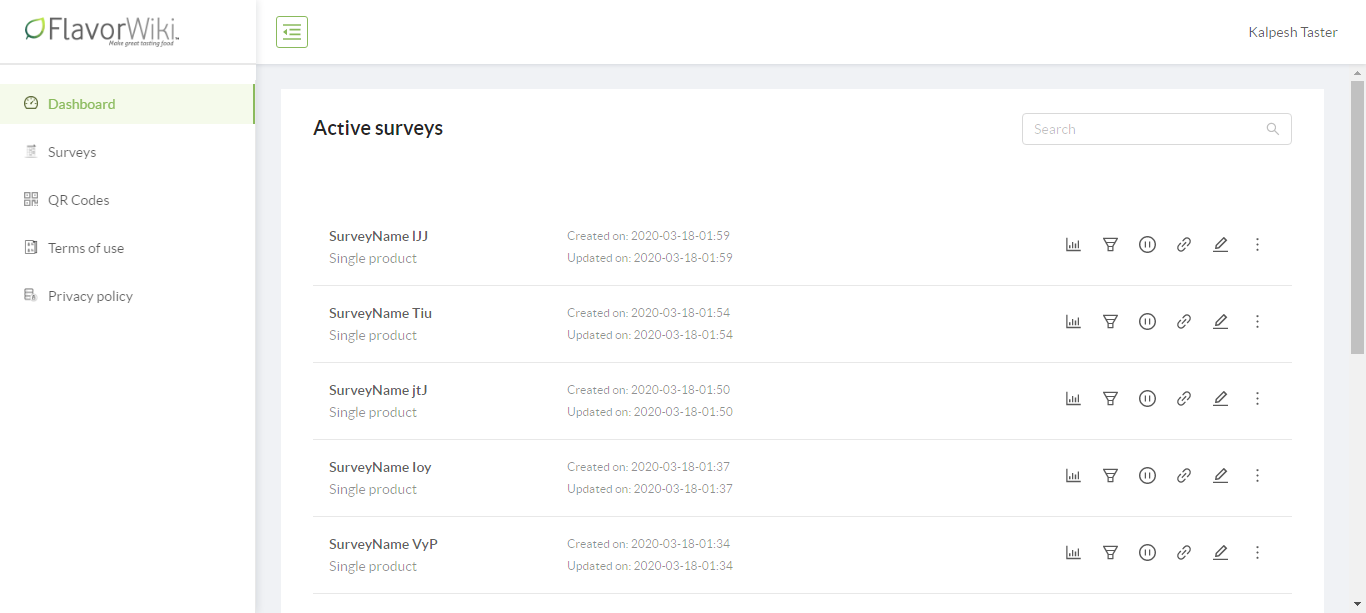 FlavorWiki
Make great tasting food
Kalpesh Taster
Dashboard
Surveys
QR Codes
Terms of use
Privacy policy
Active surveys
Search
SurveyName IJJ
Single product
Created on: 2020-03-18-01:59
Updated on: 2020-03-18-01:59
SurveyName Tiu
Single product
Created on: 2020-03-18-01:54
Updated on: 2020-03-18-01:54
SurveyName jtJ
Single product
Created on: 2020-03-18-01:50
Updated on: 2020-03-18-01:50
SurveyName Ioy
Single product
Created on: 2020-03-18-01:37
Updated on: 2020-03-18-01:37
SurveyName VyP
Single product
Created on: 2020-03-18-01:34
Updated on: 2020-03-18-01:34